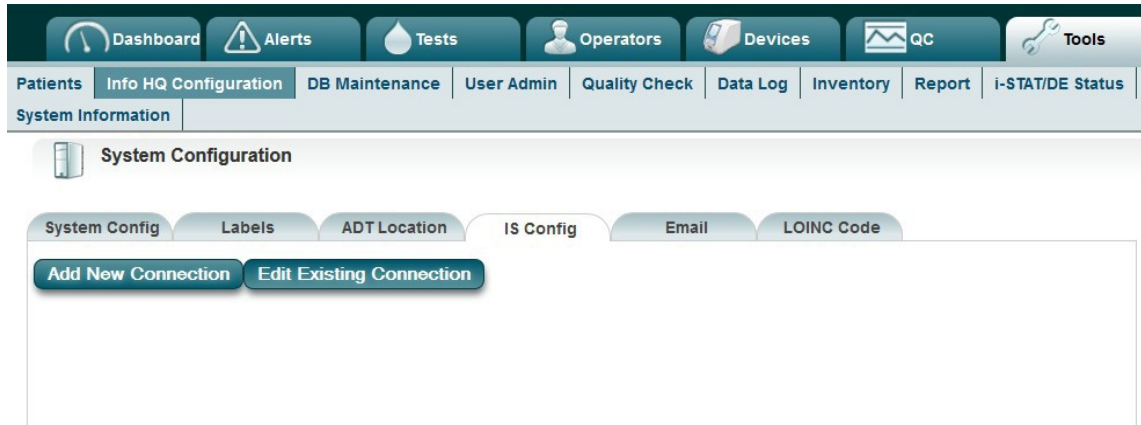 Dashboard Alerts Tests Operators Devices QC Tools
Patients Info HQ Configuration DB Maintenance User Admin Quality Check Data Log Inventory Report i-STAT/DE Status
System Information
System Configuration
System Config Labels ADT Location IS Config Email LOINC Code
Add New Connection Edit Existing Connection